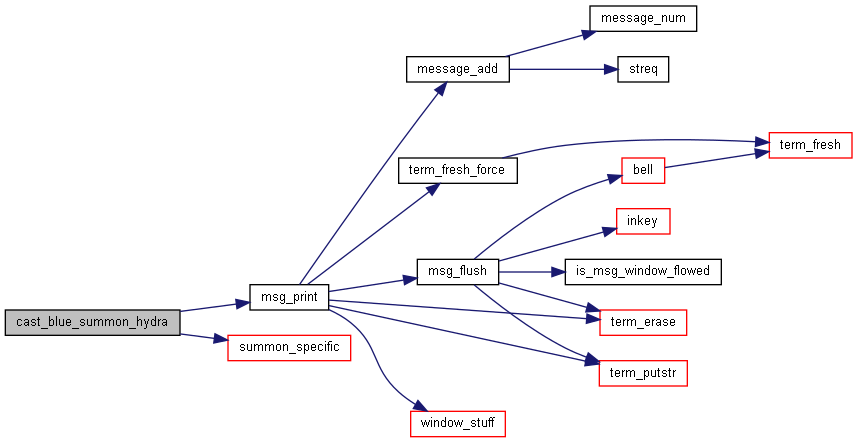 message_num
message_add
streq
term_fresh
term_fresh_force
bell
inkey
msg_flush
is_msg_window_flowed
msg_print
cast_blue_summon_hydra
term_erase
summon_specific
term_putstr
window_stuff